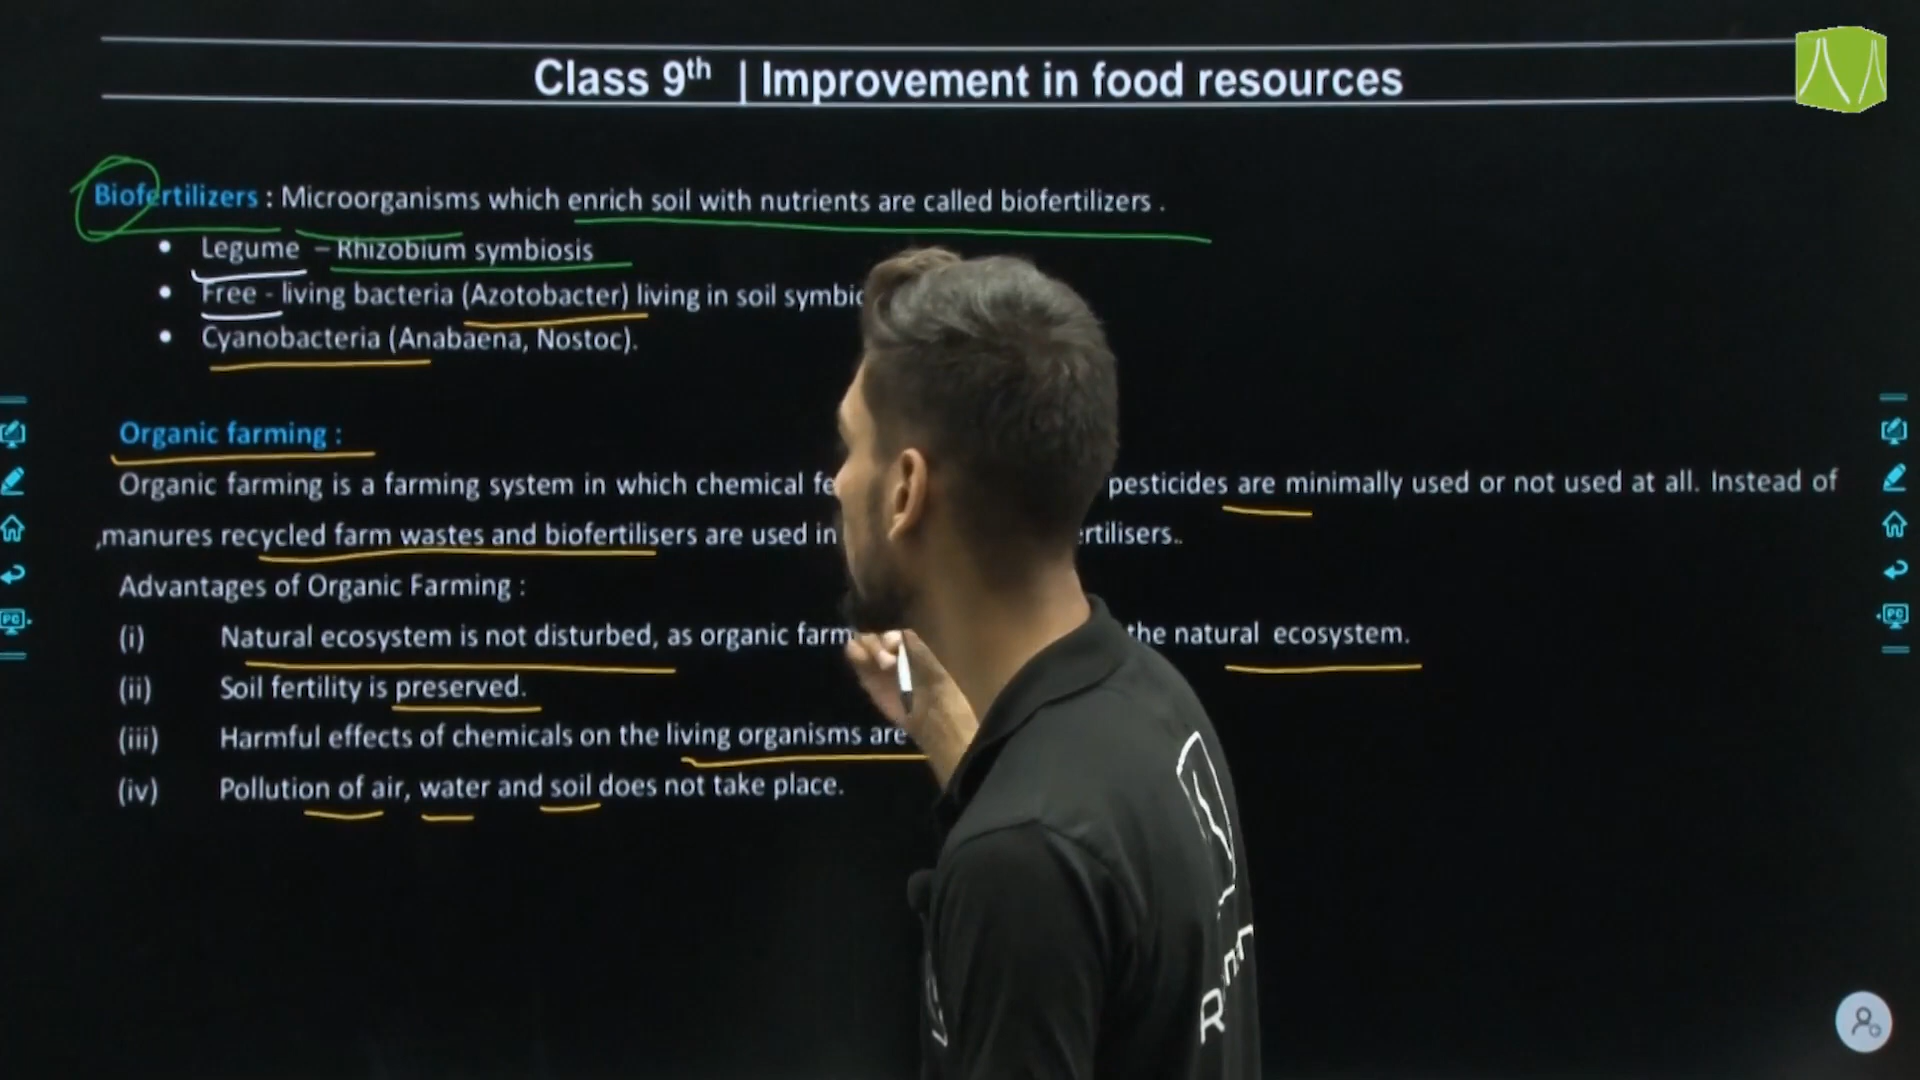 Class 9th | Improvement in food resources
Biofertilizers : Microorganisms which enrich soil with nutrients are called biofertilizers .
• Legume – Rhizobium symbiosis
• Free - living bacteria (Azotobacter) living in soil
• Cyanobacteria (Anabaena, Nostoc).
Organic farming :
Organic farming is a farming system in which chemical pesticides are minimally used or not used at all. Instead of
,manures recycled farm wastes and biofertilisers are used in
Advantages of Organic Farming :
(i) Natural ecosystem is not disturbed, as organic the natural ecosystem.
(ii) Soil fertility is preserved.
(iii) Harmful effects of chemicals on the living organisms are
(iv) Pollution of air, water and soil does not take place.
PC
PC